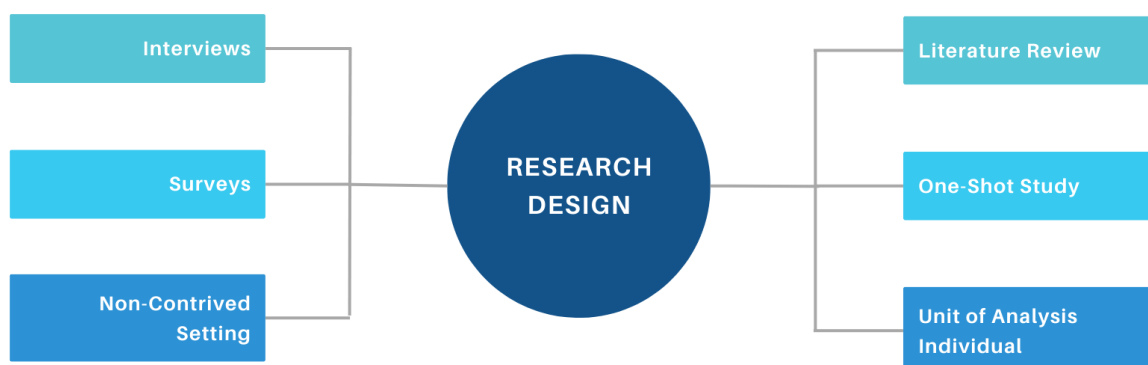 Interviews
Surveys
Non-Contrived
Setting
RESEARCH
DESIGN
Literature Review
One-Shot Study
Unit of Analysis
Individual